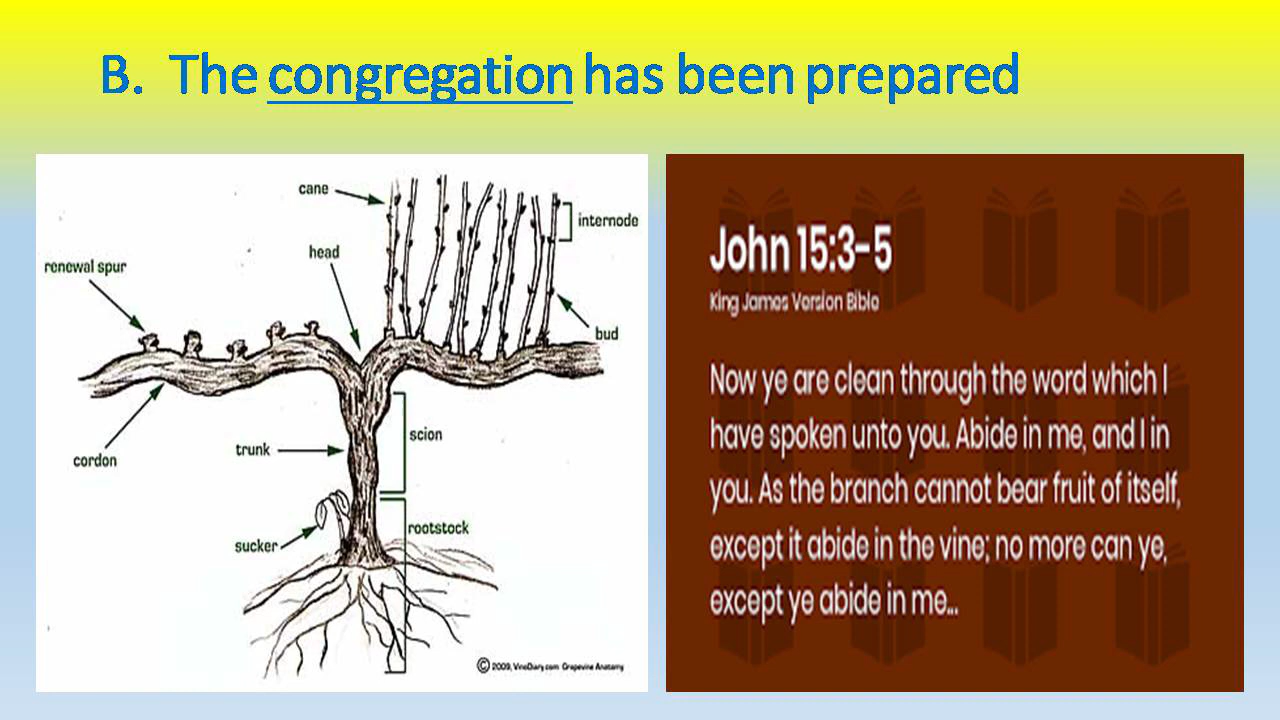 B. The congregation has been prepared
cane
internode
head
renewal spur
bud
cordon
trunk
scion
sucker
rootstock
© 2009, VinoDiary.com Grapevine Anatomy
John 15:3-5
King James Version Bible
Now ye are clean through the word which I
have spoken unto you. Abide in me, and I in
you. As the branch cannot bear fruit of itself,
except it abide in the vine; no more can ye,
except ye abide in me...